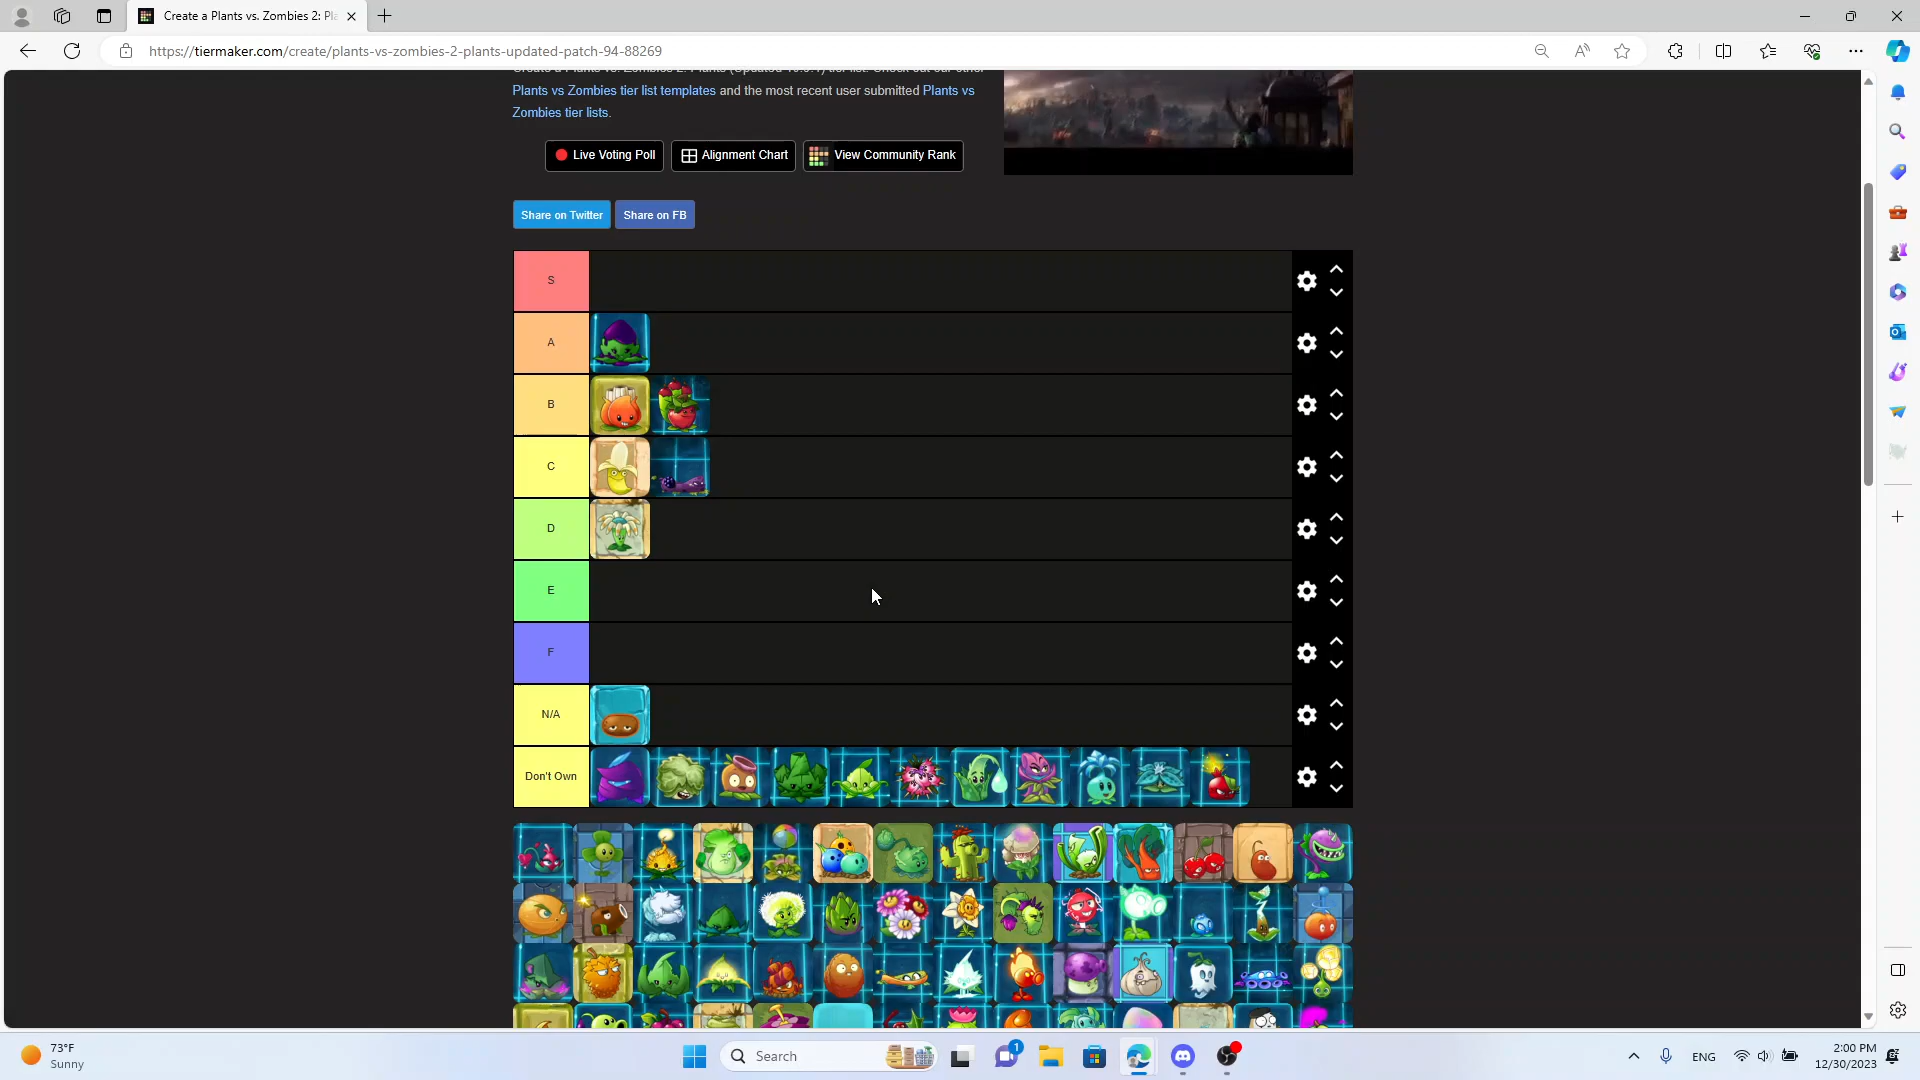 Create a Plants vs. Zombies 2: Pl
https://tiermaker.com/create/plants-vs-zombies-2-plants-updated-patch-94-88269
Plants vs Zombies tier list templates and the most recent user submitted Plants vs
Zombies tier lists.
Live Voting Poll
Alignment Chart
View Community Rank
Share on Twitter
Share on FB
S
A
B
C
D
E
F
N/A
Don't Own
73°F
Sunny
Search
1
ENG
2:00 PM
12/30/2023